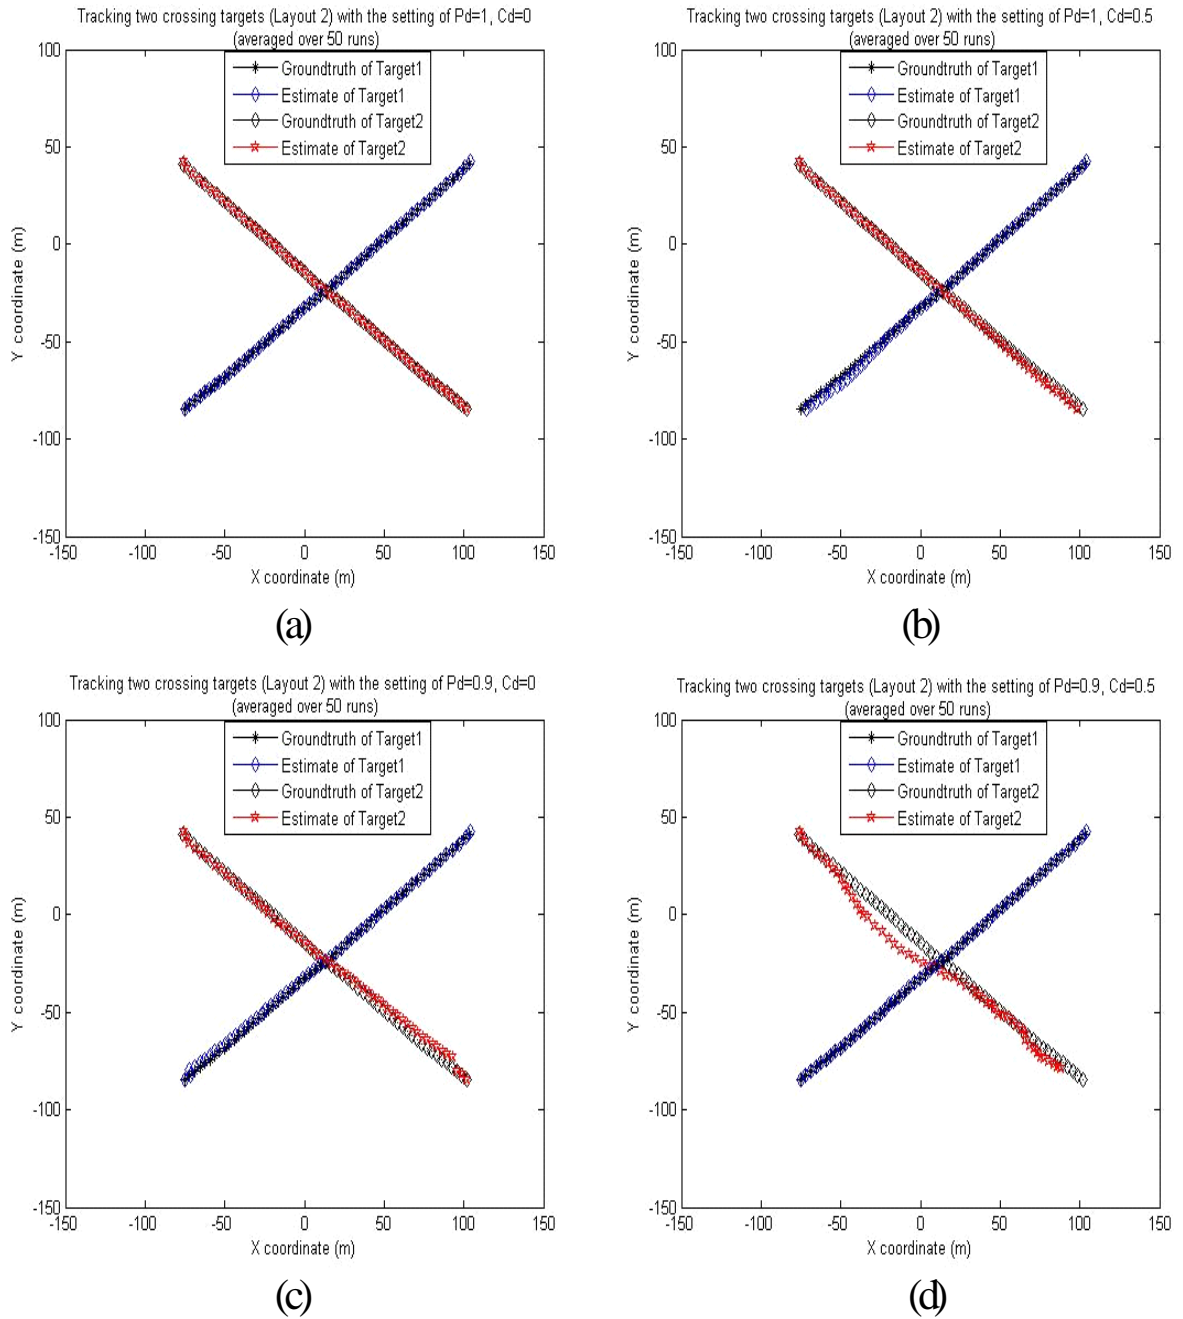 Tracking two crossing targets (Layout 2) with the setting of Pd=1, Cd=0
(averaged over 50 runs)
100
50
0
-50
-100
-150
Y coordinate (m)
Groundtruth of Target1
Estimate of Target1
Groundtruth of Target2
Estimate of Target2
-150 -100 -50 0 50 100 150
X coordinate (m)
(a)
Tracking two crossing targets (Layout 2) with the setting of Pd=1, Cd=0.5
(averaged over 50 runs)
100
50
0
-50
-100
-150
Y coordinate (m)
Groundtruth of Target1
Estimate of Target1
Groundtruth of Target2
Estimate of Target2
-150 -100 -50 0 50 100 150
X coordinate (m)
(b)
Tracking two crossing targets (Layout 2) with the setting of Pd=0.9, Cd=0
(averaged over 50 runs)
100
50
0
-50
-100
-150
Y coordinate (m)
Groundtruth of Target1
Estimate of Target1
Groundtruth of Target2
Estimate of Target2
-150 -100 -50 0 50 100 150
X coordinate (m)
(c)
Tracking two crossing targets (Layout 2) with the setting of Pd=0.9, Cd=0.5
(averaged over 50 runs)
100
50
0
-50
-100
-150
Y coordinate (m)
Groundtruth of Target1
Estimate of Target1
Groundtruth of Target2
Estimate of Target2
-150 -100 -50 0 50 100 150
X coordinate (m)
(d)